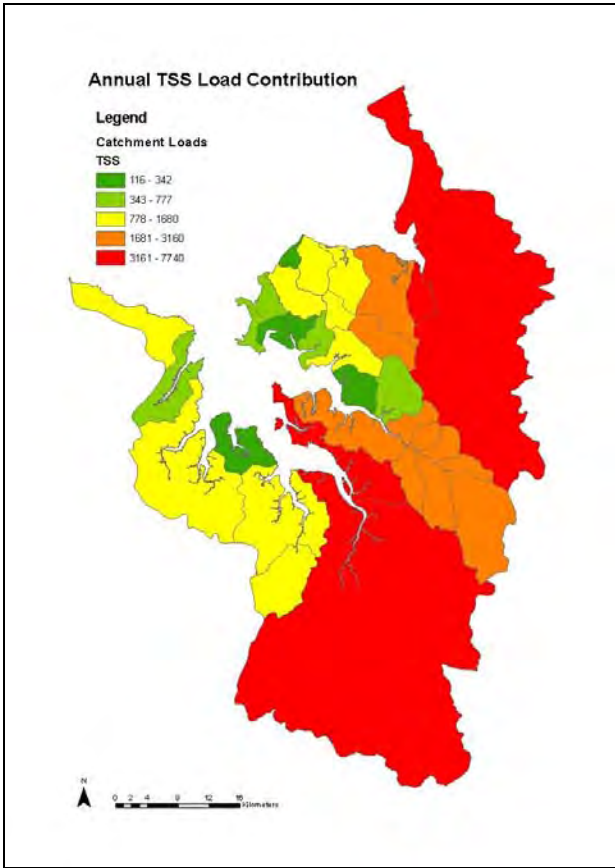 Annual TSS Load Contribution
Legend
Catchment Loads
TSS
116 - 342
343 - 777
778 - 1680
1681 - 3160
3161 - 7740
N
0 2 4 8 12 16
Kilometers